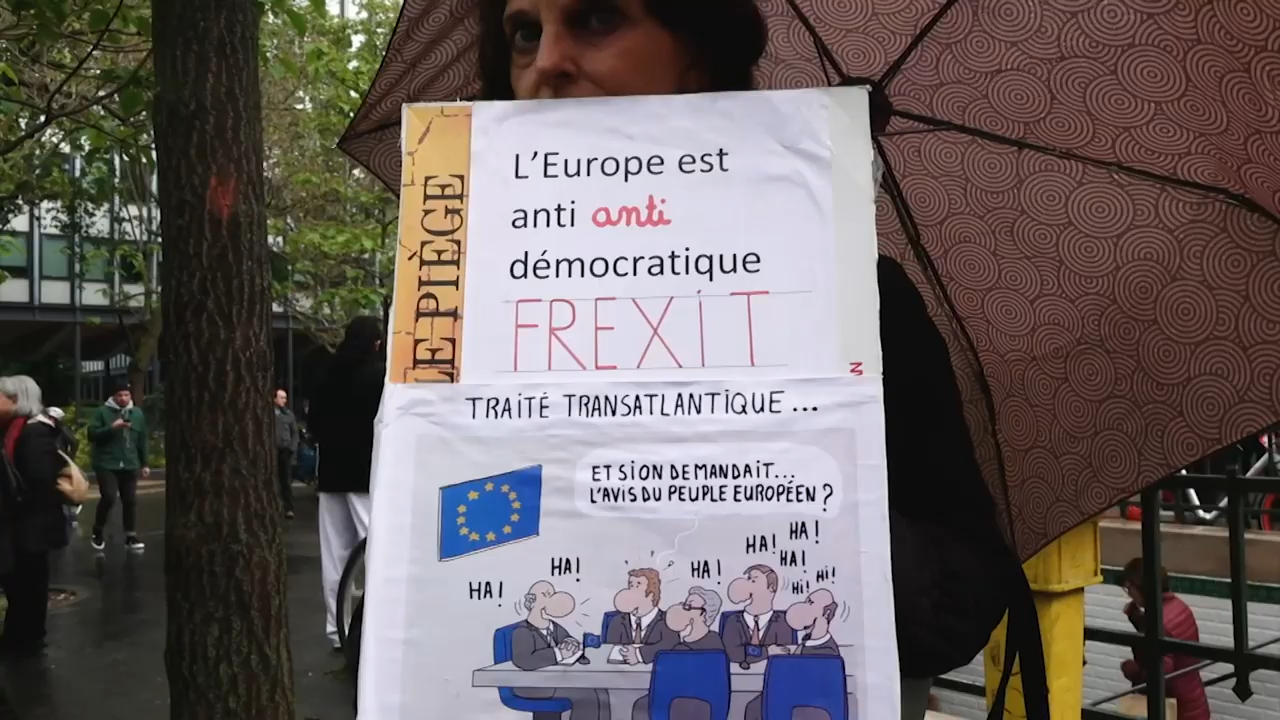 LE PIÈGE
L'Europe est
anti anti
démocratique
FREXIT
M
TRAITÉ TRANSATLANTIQUE...
ET SI ON DEMANDAIT...
L'AVIS DU PEUPLE EUROPÉEN ?
HA!
HA!
HA!
HA!
HA!
HA!
HI!
HI!